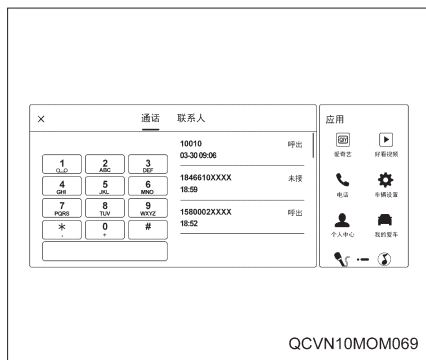 ×
通话 联系人
1 2 ABC 3 DEF
4 GHI 5 JKL 6 MNO
7 PQRS 8 TUV 9 WXYZ
* , 0 + #
10010 呼出
03-30 09:06
1846610XXXX 未接
18:59
1580002XXXX 呼出
18:52
应用
爱奇艺 好看视频
电话 车辆设置
个人中心 我的爱车
QCVN10MOM069